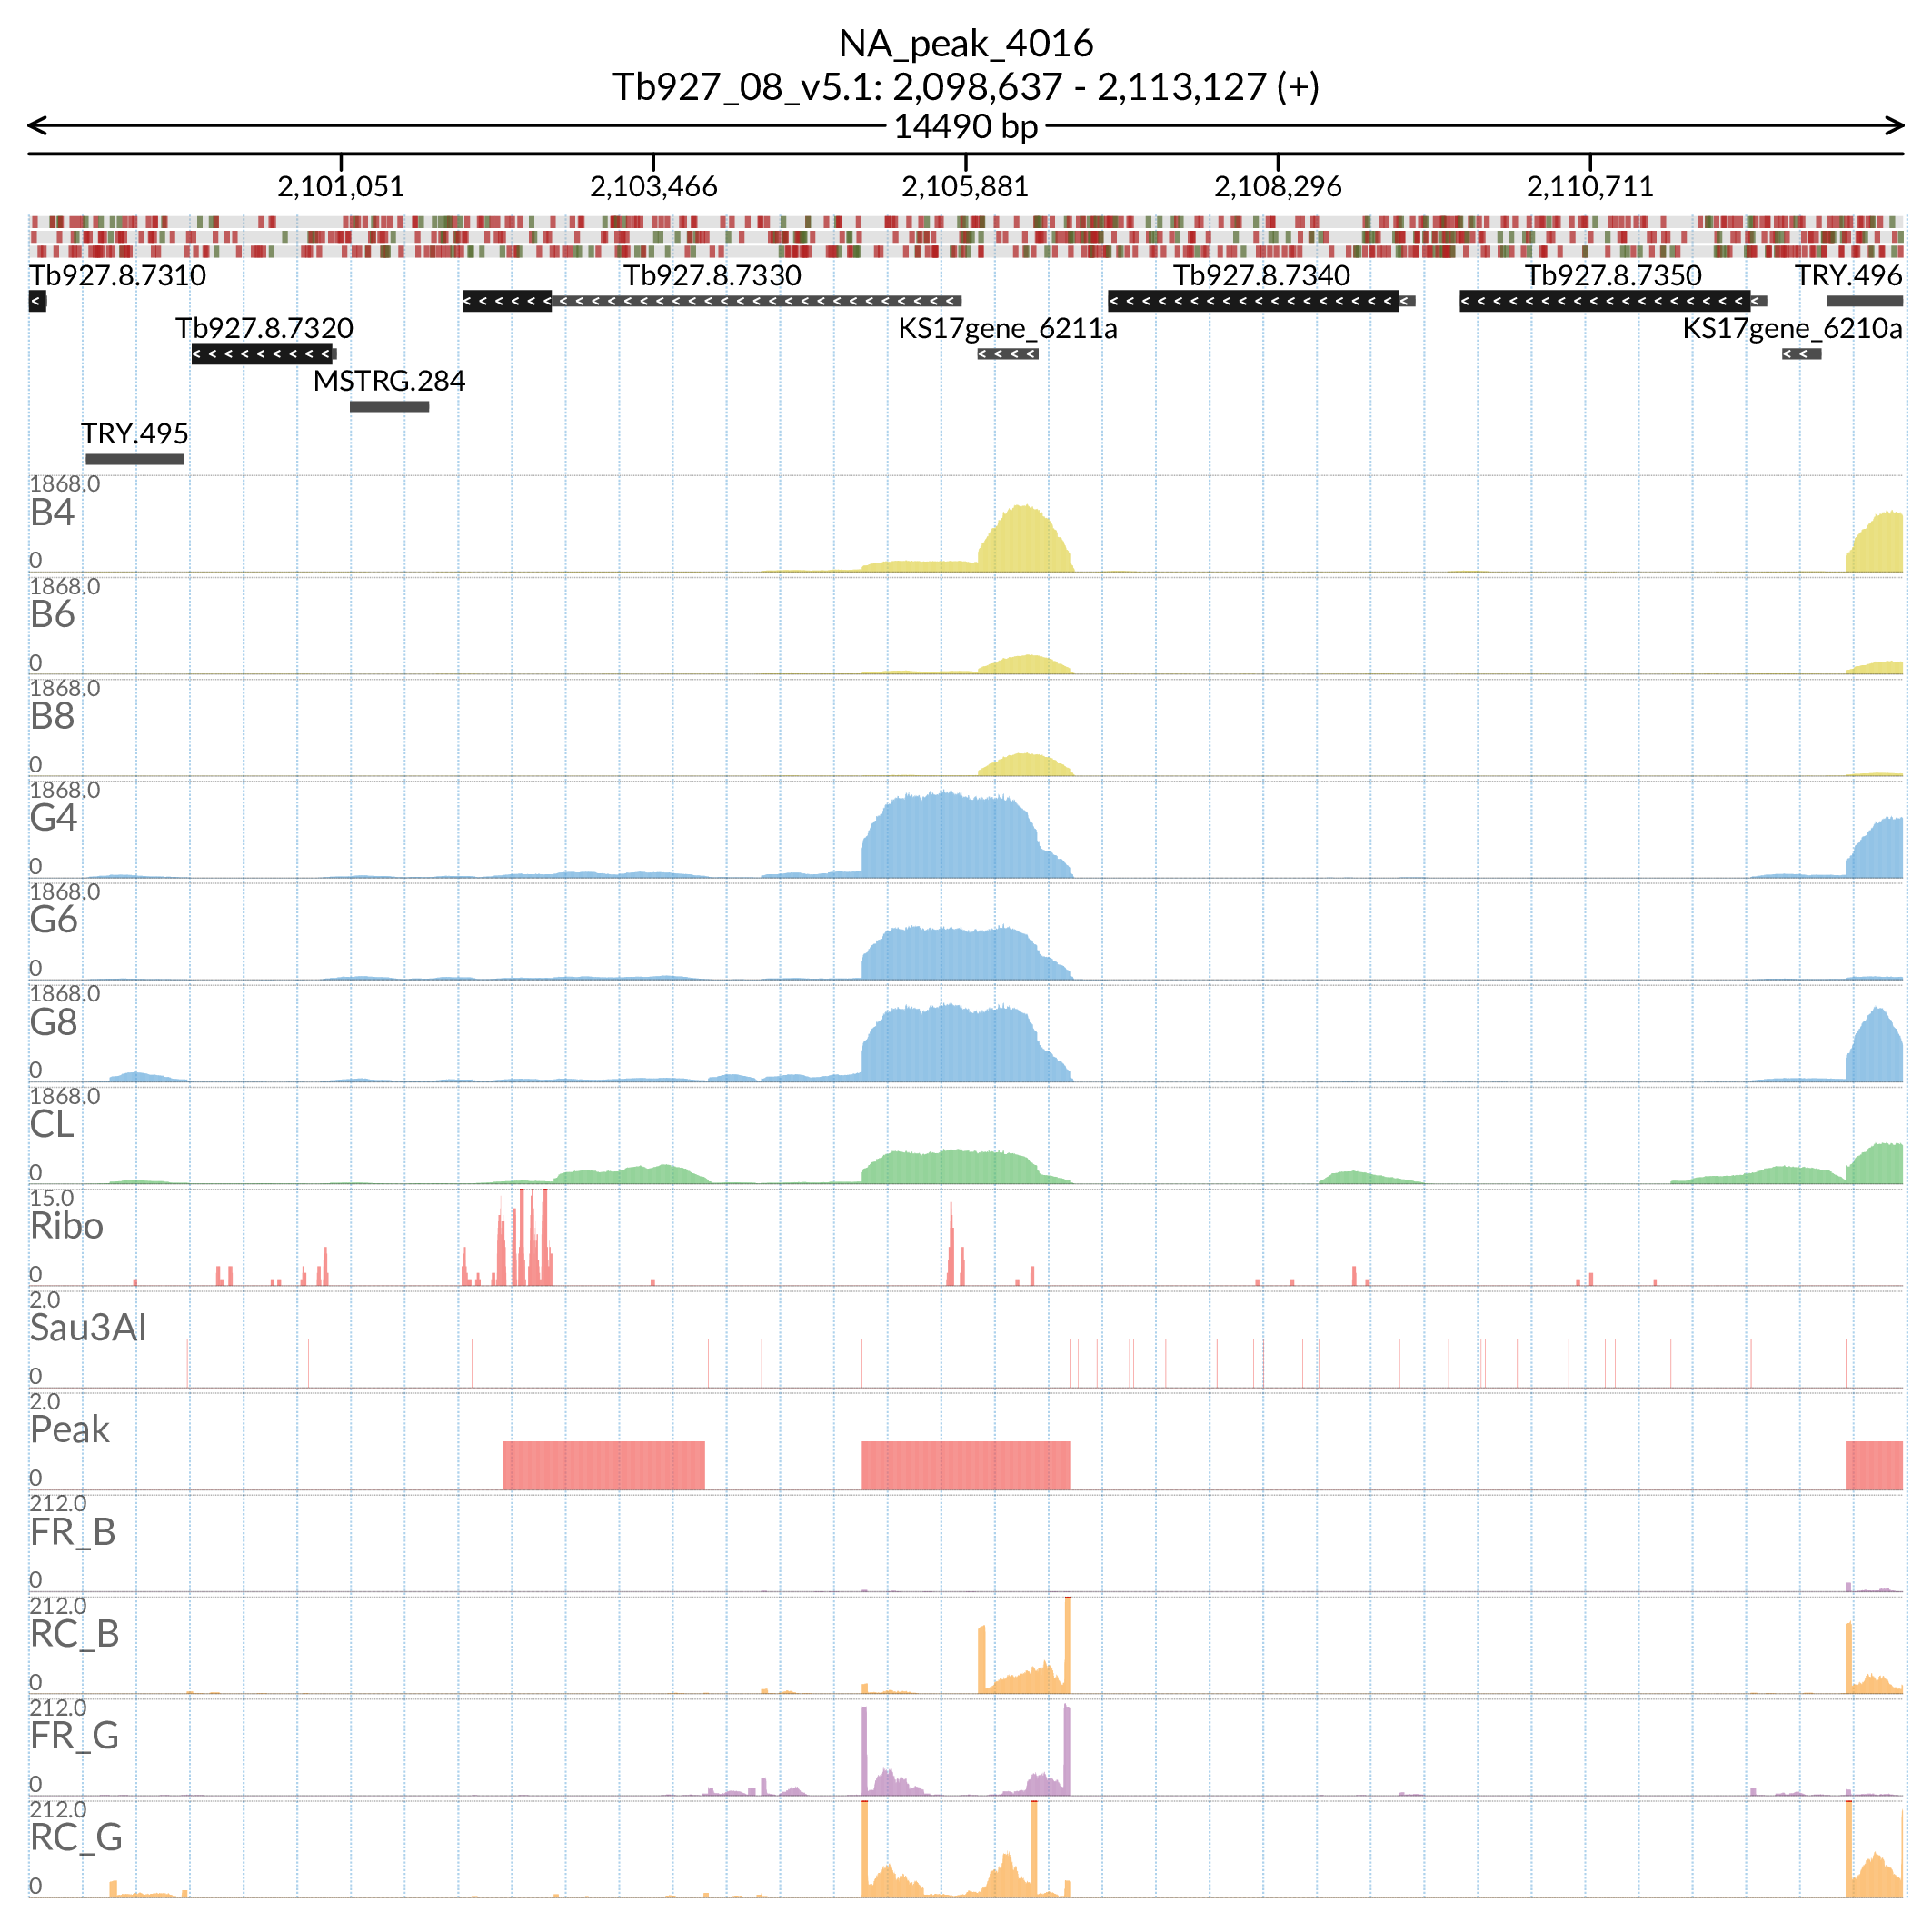 NA_peak_4016
Tb927_08_v5.1: 2,098,637 - 2,113,127 (+)
14490 bp
2,101,051 2,103,466 2,105,881 2,108,296 2,110,711
Tb927.8.7310 Tb927.8.7330 Tb927.8.7340 Tb927.8.7350 TRY.496
Tb927.8.7320 KS17gene_6211a KS17gene_6210a
MSTRG.284
TRY.495
1868.0
B4
0
1868.0
B6
0
1868.0
B8
0
1868.0
G4
0
1868.0
G6
0
1868.0
G8
0
1868.0
CL
0
15.0
Ribo
0
2.0
Sau3AI
0
2.0
Peak
0
212.0
FR_B
0
212.0
RC_B
0
212.0
FR_G
0
212.0
RC_G
0